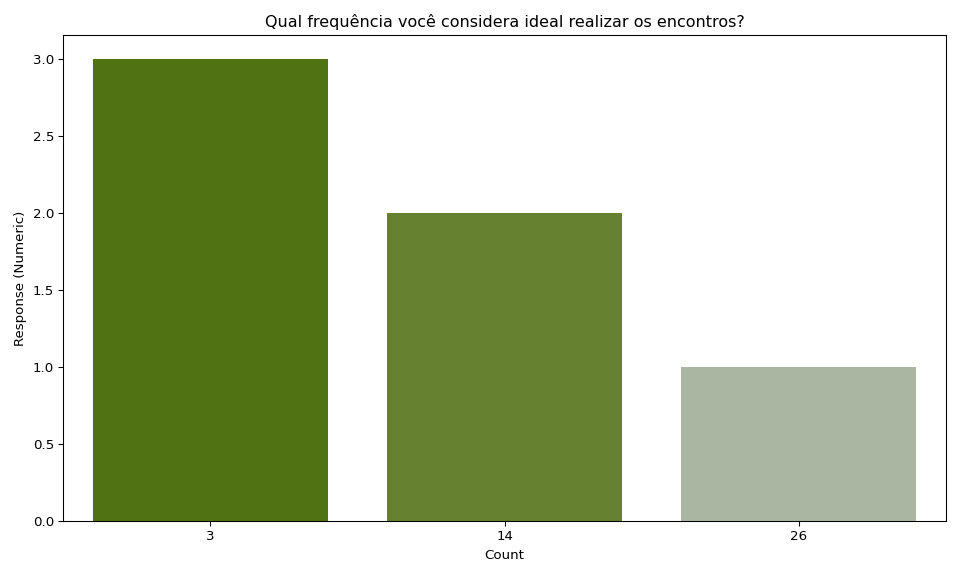 Qual frequência você considera ideal realizar os encontros?
3.0
2.5
2.0
1.5
1.0
0.5
0.0
Response (Numeric)
3 14 26
Count